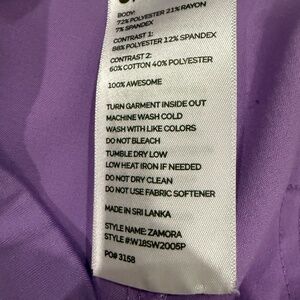 BODY:
72% POLYESTER 21% RAYON
7% SPANDEX
CONTRAST 1:
88% POLYESTER 12% SPANDEX
CONTRAST 2:
60% COTTON 40% POLYESTER
100% AWESOME
TURN GARMENT INSIDE OUT
MACHINE WASH COLD
WASH WITH LIKE COLORS
DO NOT BLEACH
TUMBLE DRY LOW
LOW HEAT IRON IF NEEDED
DO NOT DRY CLEAN
DO NOT USE FABRIC SOFTENER
MADE IN SRI LANKA
STYLE NAME: ZAMORA
STYLE #:W18SW2005P
PO# 3158